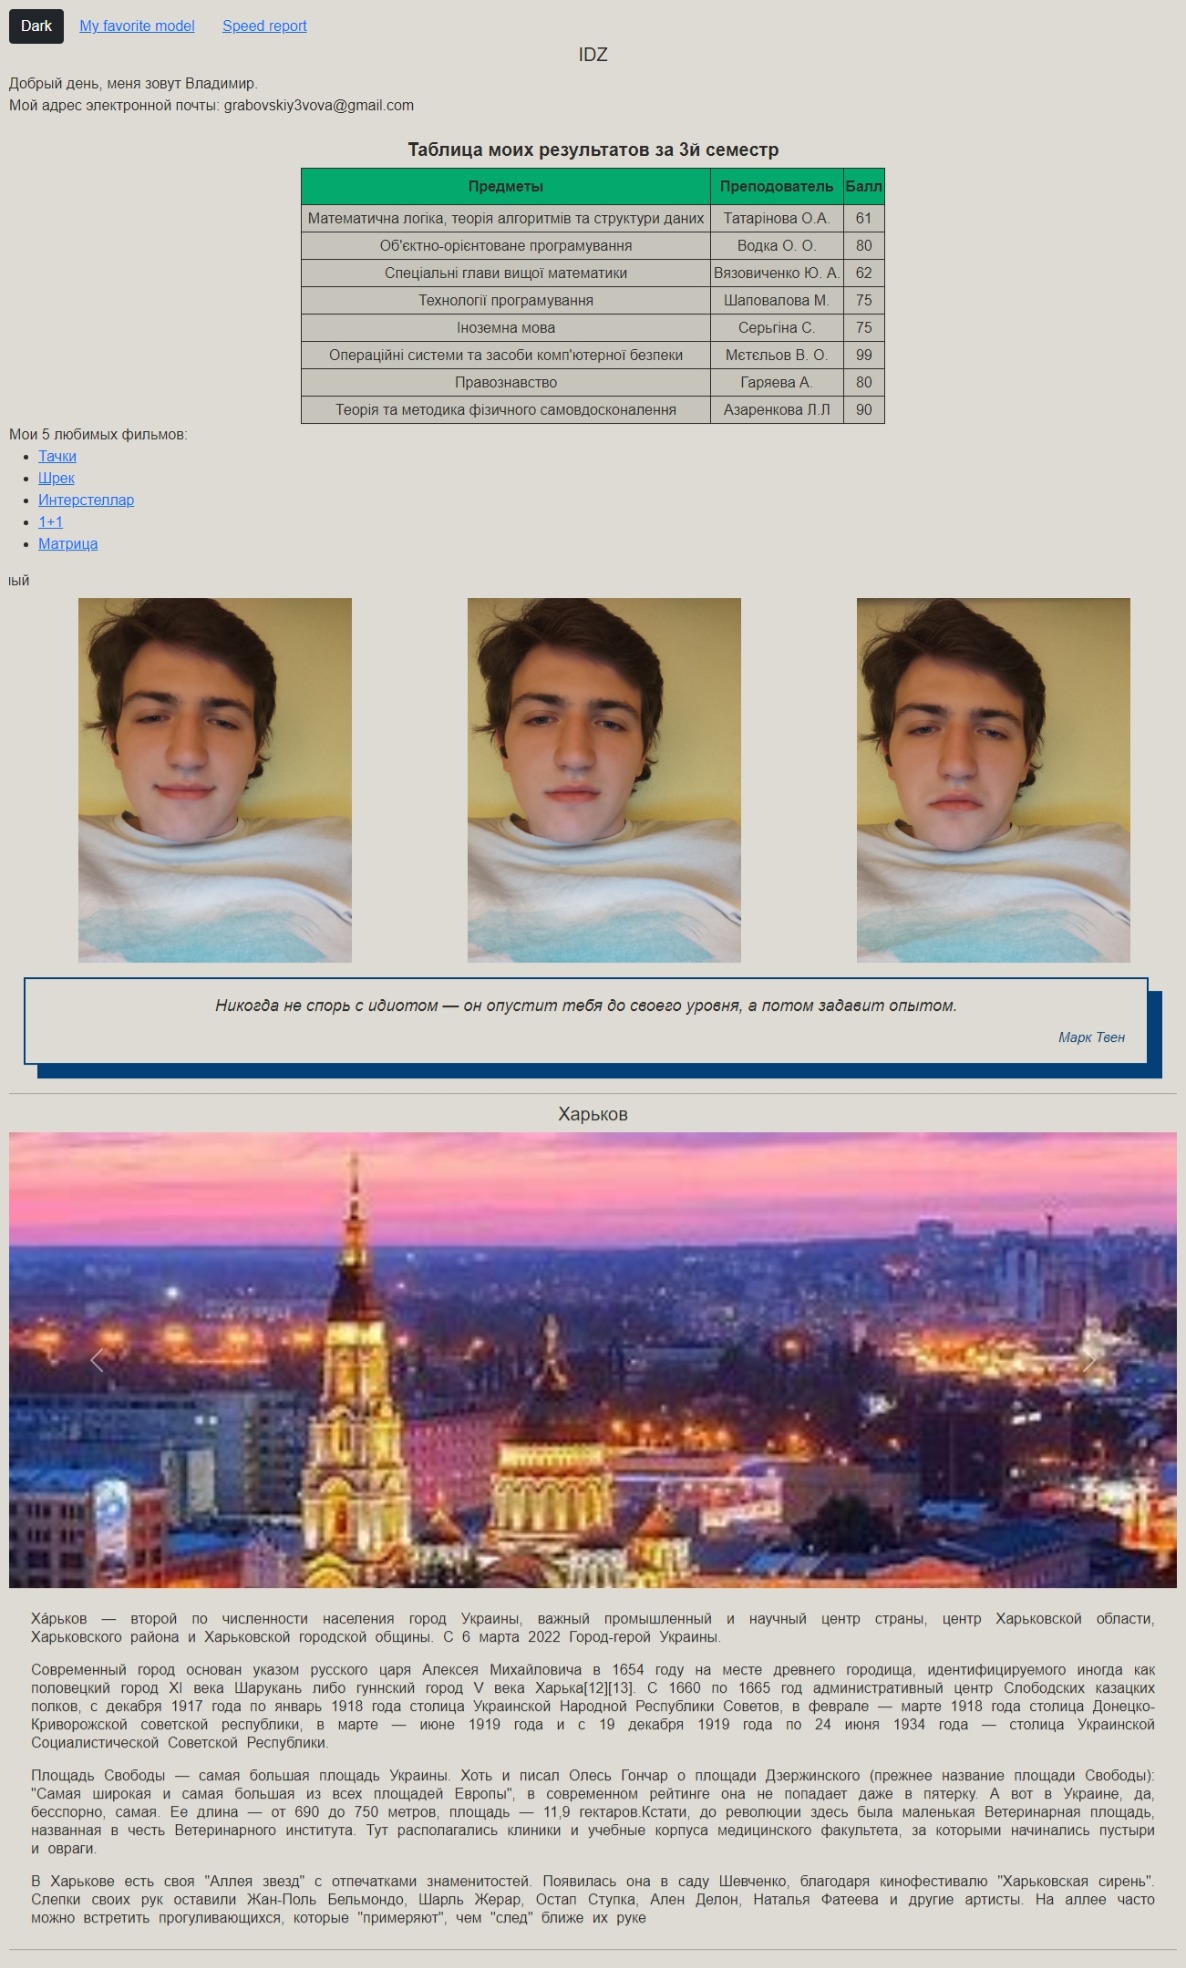 Dark My favorite model Speed report
IDZ
Добрый день, меня зовут Владимир.
Мой адрес электронной почты: grabovskiy3vova@gmail.com
Таблица моих результатов за 3й семестр
Предметы Преподователь Балл
Математична логіка, теорія алгоритмів та структури даних Татарінова О.А. 61
Об'єктно-орієнтоване програмування Водка О. О. 80
Спеціальні глави вищої математики Вязовиченко Ю. А. 62
Технології програмування Шаповалова М. 75
Іноземна мова Серьгіна С. 75
Операційні системи та засоби комп'ютерної безпеки Мєтєльов В. О. 99
Правознавство Гаряева А. 80
Теорія та методика фізичного самовдосконалення Азаренкова Л.Л 90
Мои 5 любимых фильмов:
Тачки
Шрек
Интерстеллар
1+1
Матрица
ый
Никогда не спорь с идиотом — он опустит тебя до своего уровня, а потом задавит опытом.
Марк Твен
Харьков
Ха́рьков — второй по численности населения город Украины, важный промышленный и научный центр страны, центр Харьковской области,
Харьковского района и Харьковской городской общины. С 6 марта 2022 Город-герой Украины.
Современный город основан указом русского царя Алексея Михайловича в 1654 году на месте древнего городища, идентифицируемого иногда как
половецкий город XI века Шарукань либо гуннский город V века Харька[12][13]. С 1660 по 1665 год административный центр Слободских казацких
полков, с декабря 1917 года по январь 1918 года столица Украинской Народной Республики Советов, в феврале — марте 1918 года столица Донецко-
Криворожской советской республики, в марте — июне 1919 года и с 19 декабря 1919 года по 24 июня 1934 года — столица Украинской
Социалистической Советской Республики.
Площадь Свободы — самая большая площадь Украины. Хоть и писал Олесь Гончар о площади Дзержинского (прежнее название площади Свободы):
"Самая широкая и самая большая из всех площадей Европы", в современном рейтинге она не попадает даже в пятерку. А вот в Украине, да,
бесспорно, самая. Ее длина — от 690 до 750 метров, площадь — 11,9 гектаров.Кстати, до революции здесь была маленькая Ветеринарная площадь,
названная в честь Ветеринарного института. Тут располагались клиники и учебные корпуса медицинского факультета, за которыми начинались пустыри
и овраги.
В Харькове есть своя "Аллея звезд" с отпечатками знаменитостей. Появилась она в саду Шевченко, благодаря кинофестивалю "Харьковская сирень".
Слепки своих рук оставили Жан-Поль Бельмондо, Шарль Жерар, Остап Ступка, Ален Делон, Наталья Фатеева и другие артисты. На аллее часто
можно встретить прогуливающихся, которые "примеряют", чем "след" ближе их руке